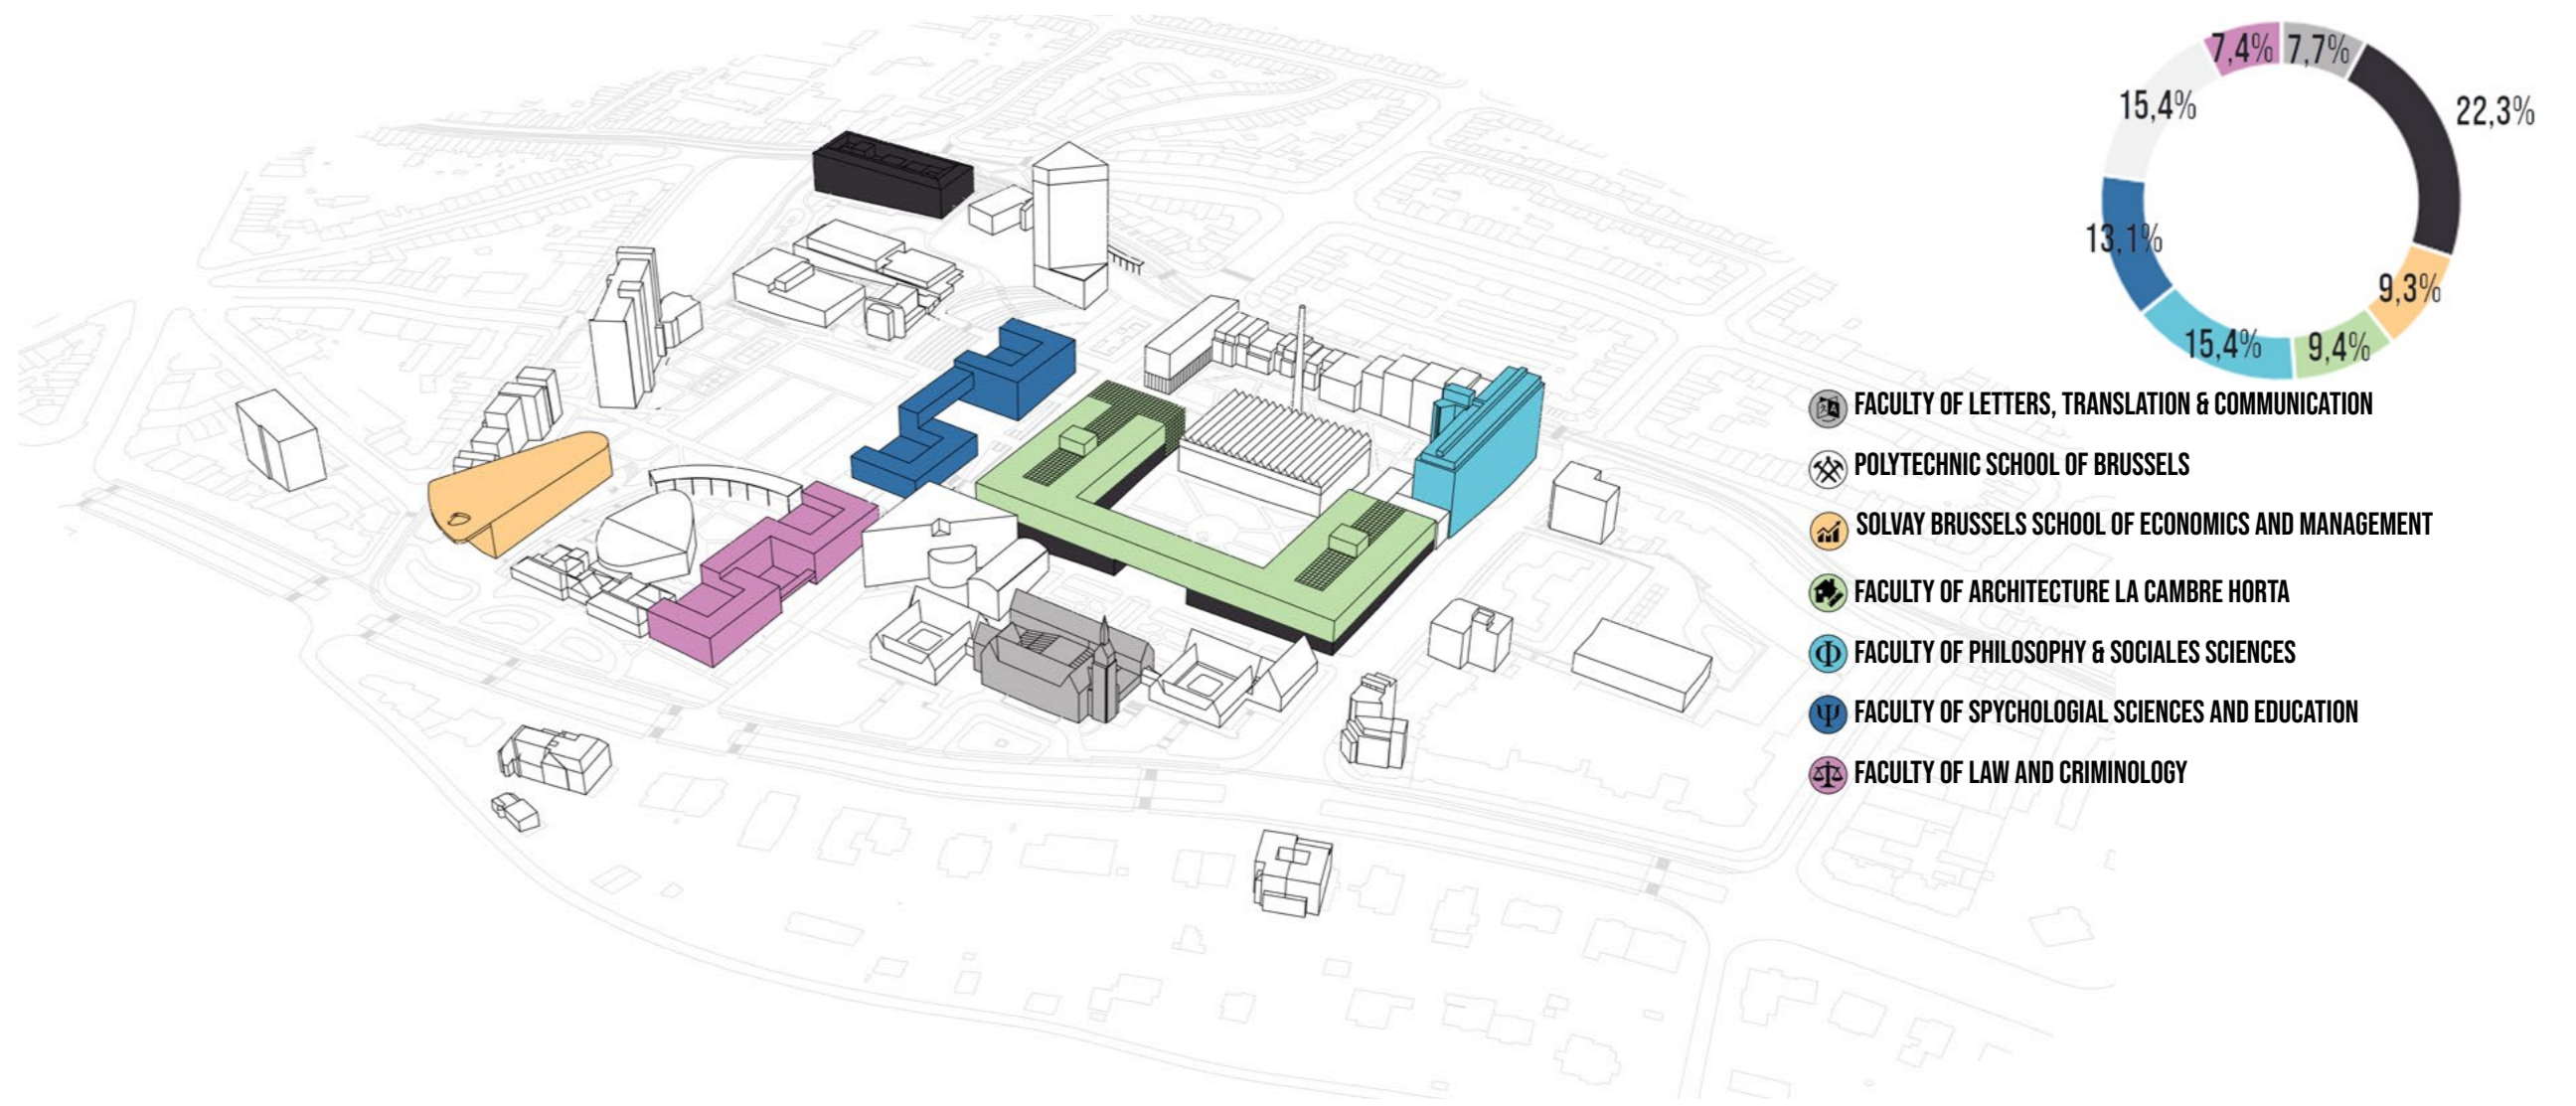 7,4%
7,7%
15,4%
22,3%
13,1%
9,3%
15,4%
9,4%
FACULTY OF LETTERS, TRANSLATION & COMMUNICATION
POLYTECHNIC SCHOOL OF BRUSSELS
SOLVAY BRUSSELS SCHOOL OF ECONOMICS AND MANAGEMENT
FACULTY OF ARCHITECTURE LA CAMBRE HORTA
Φ FACULTY OF PHILOSOPHY & SOCIALES SCIENCES
Ψ FACULTY OF SPYCHOLOGIAL SCIENCES AND EDUCATION
FACULTY OF LAW AND CRIMINOLOGY